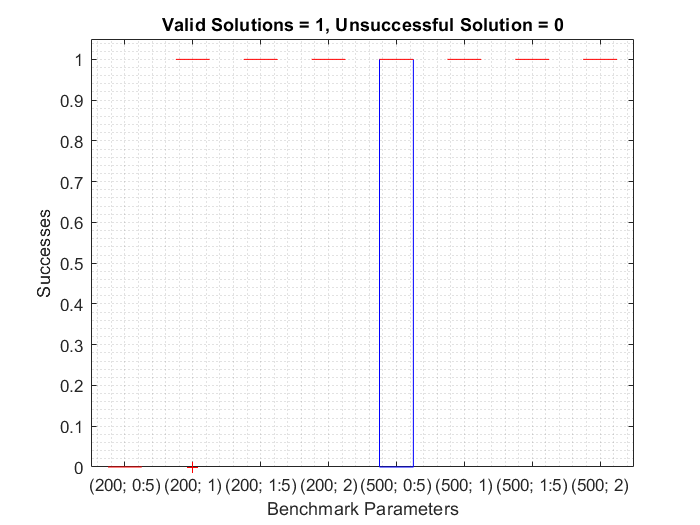 Valid Solutions = 1, Unsuccessful Solution = 0
1
0.9
0.8
0.7
0.6
0.5
0.4
0.3
0.2
0.1
0
Successes
(200; 0:5) (200; 1) (200; 1:5) (200; 2) (500; 0:5) (500; 1) (500; 1:5) (500; 2)
Benchmark Parameters